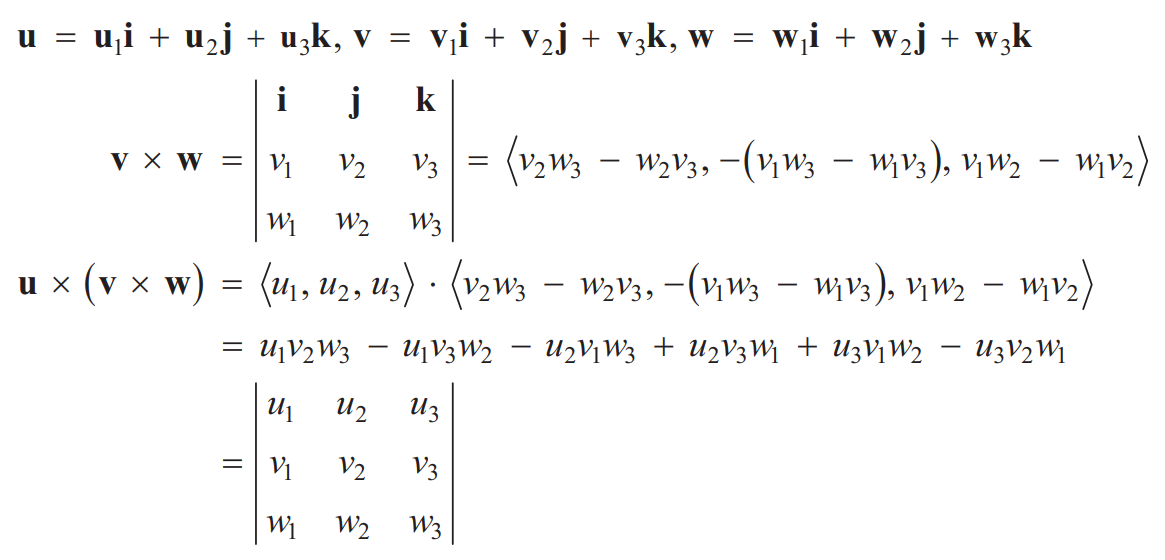 u = u₁i + u₂j + u₃k, v = v₁i + v₂j + v₃k, w = w₁i + w₂j + w₃k
v × w = | i j k |
| v₁ v₂ v₃ | = ⟨v₂w₃ − w₂v₃, −(v₁w₃ − w₁v₃), v₁w₂ − w₁v₂⟩
| w₁ w₂ w₃ |
u × (v × w) = ⟨u₁, u₂, u₃⟩ · ⟨v₂w₃ − w₂v₃, −(v₁w₃ − w₁v₃), v₁w₂ − w₁v₂⟩
= u₁v₂w₃ − u₁v₃w₂ − u₂v₁w₃ + u₂v₃w₁ + u₃v₁w₂ − u₃v₂w₁
= | u₁ u₂ u₃ |
| v₁ v₂ v₃ |
| w₁ w₂ w₃ |